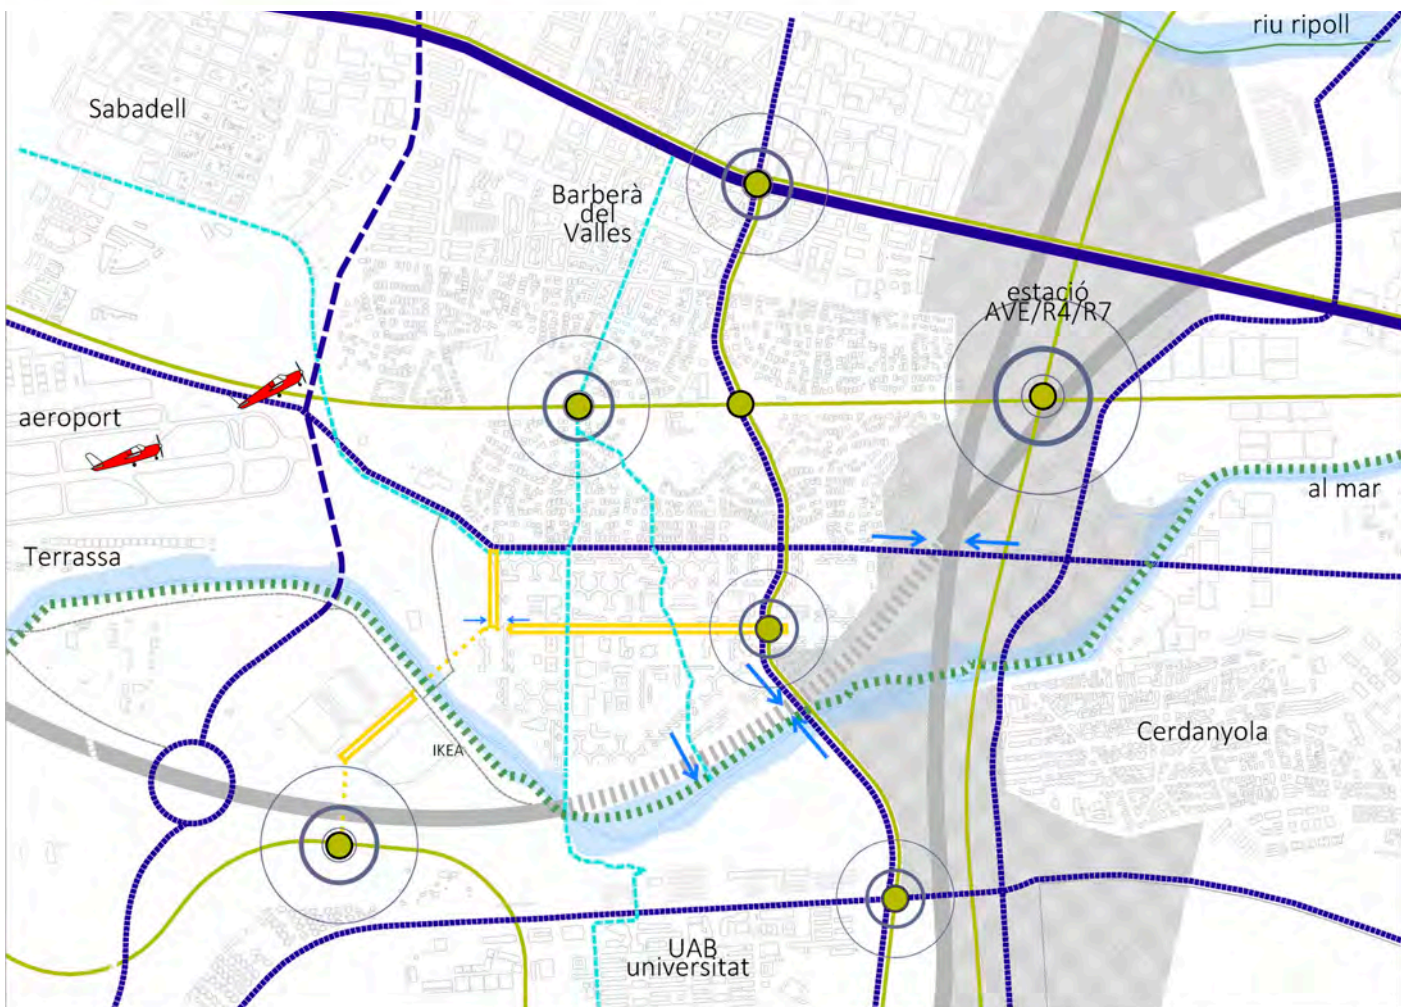 riu ripoll
Sabadell
Barberà
del
Valles
estació
AVE/R4/R7
aeroport
al mar
Terrassa
Cerdanyola
IKEA
UAB
universitat